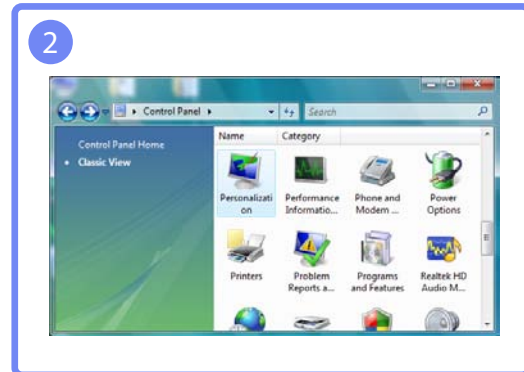 2
Control Panel
Search
Control Panel Home
Classic View
Name Category
Personalizati
on
Performance
Informatio...
Phone and
Modem ...
Power
Options
Printers
Problem
Reports a...
Programs
and Features
Realtek HD
Audio M...